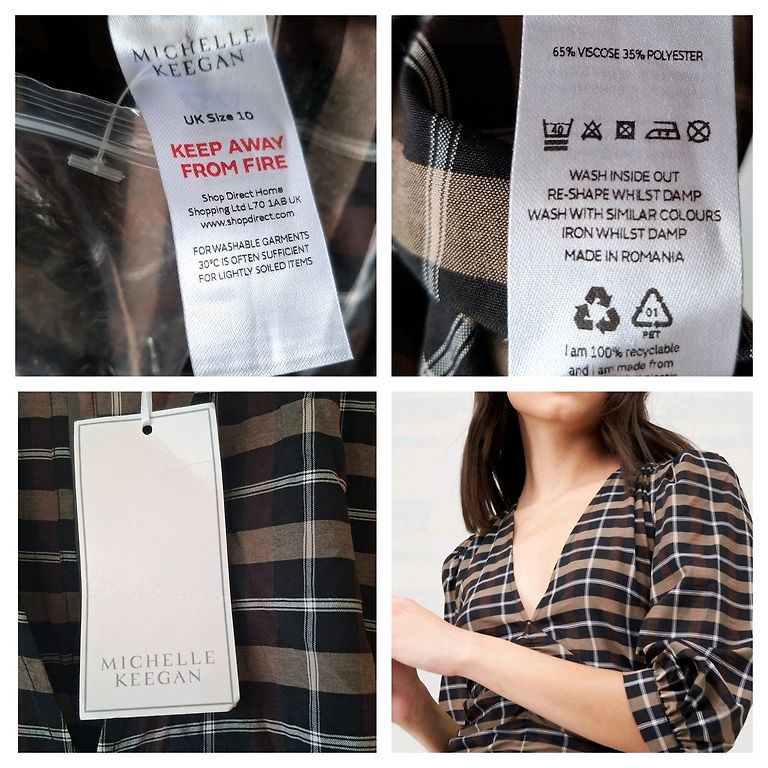 MICHELLE
KEEGAN
UK Size 10
KEEP AWAY
FROM FIRE
Shop Direct Home
Shopping Ltd L70 1AB UK
www.shopdirect.com
FOR WASHABLE GARMENTS
30°C IS OFTEN SUFFICIENT
FOR LIGHTLY SOILED ITEMS
65% VISCOSE 35% POLYESTER
40
WASH INSIDE OUT
RE-SHAPE WHILST DAMP
WASH WITH SIMILAR COLOURS
IRON WHILST DAMP
MADE IN ROMANIA
01
PET
I am 100% recyclable
and i am made from
MICHELLE
KEEGAN